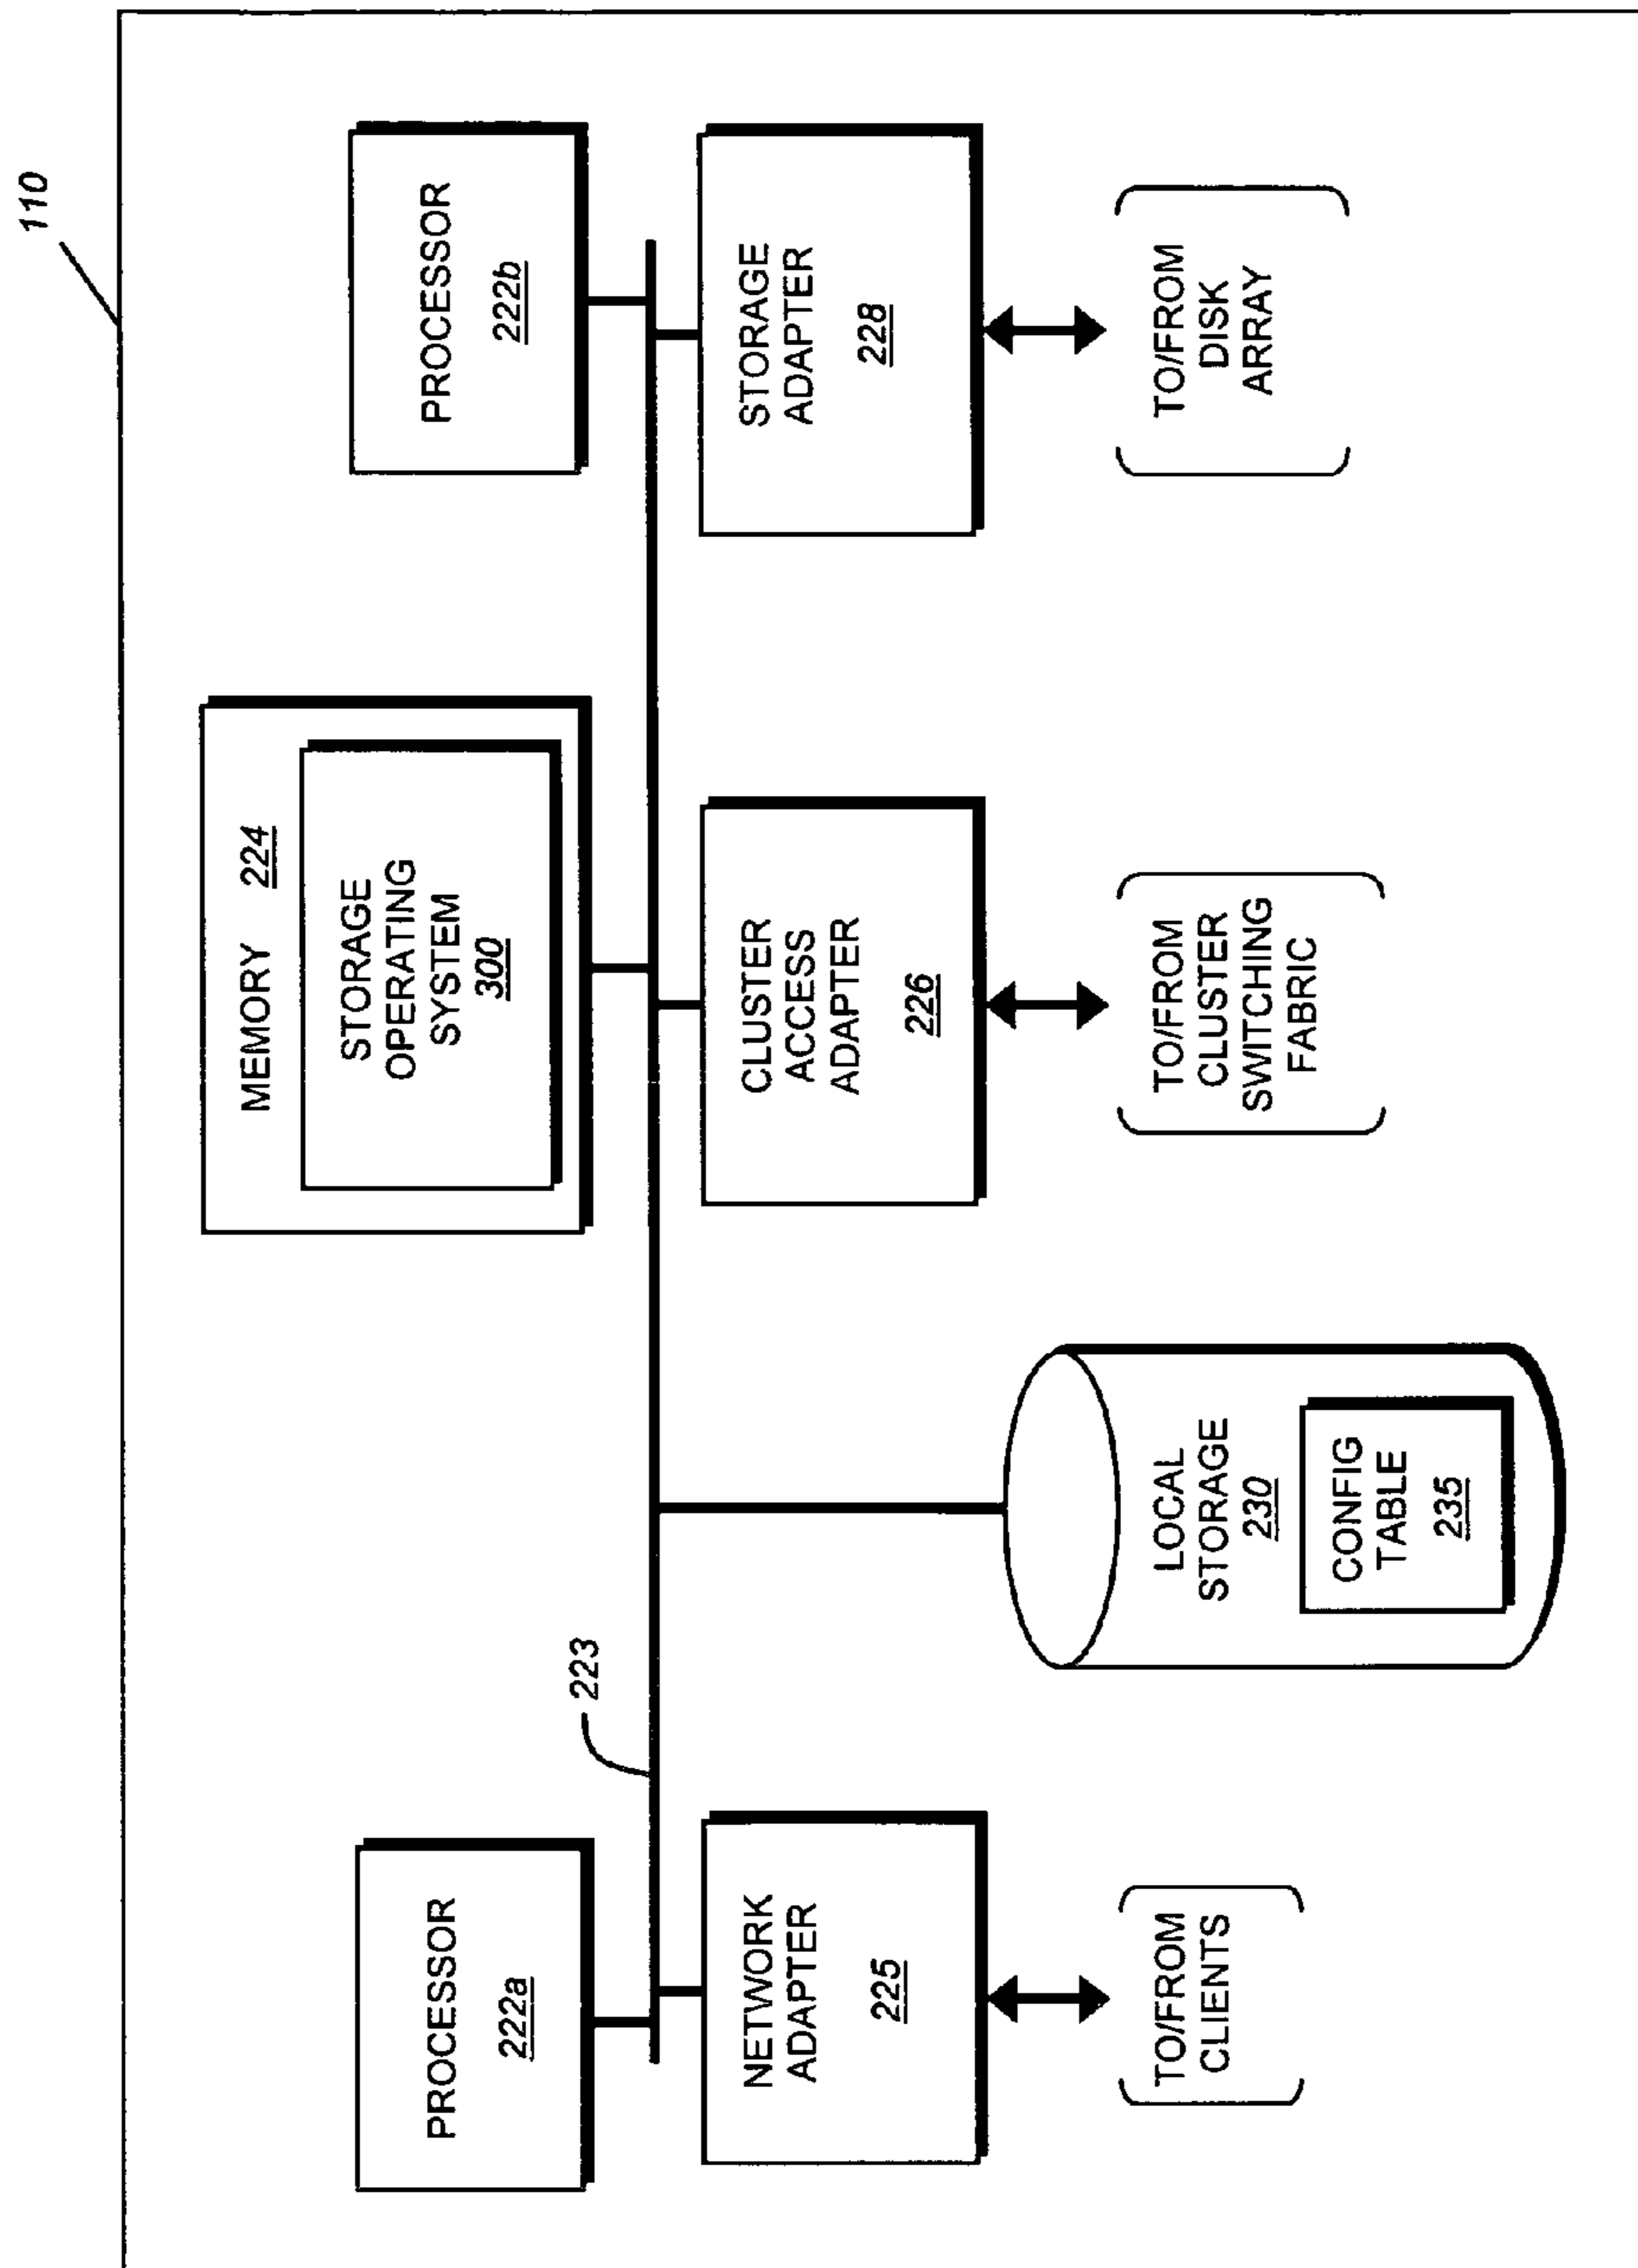 110
PROCESSOR
222a
MEMORY 224
STORAGE
OPERATING
SYSTEM
300
PROCESSOR
222b
223
NETWORK
ADAPTER
225
CLUSTER
ACCESS
ADAPTER
226
STORAGE
ADAPTER
228
TO/FROM
CLIENTS
LOCAL
STORAGE
230
CONFIG
TABLE
235
TO/FROM
CLUSTER
SWITCHING
FABRIC
TO/FROM
DISK
ARRAY